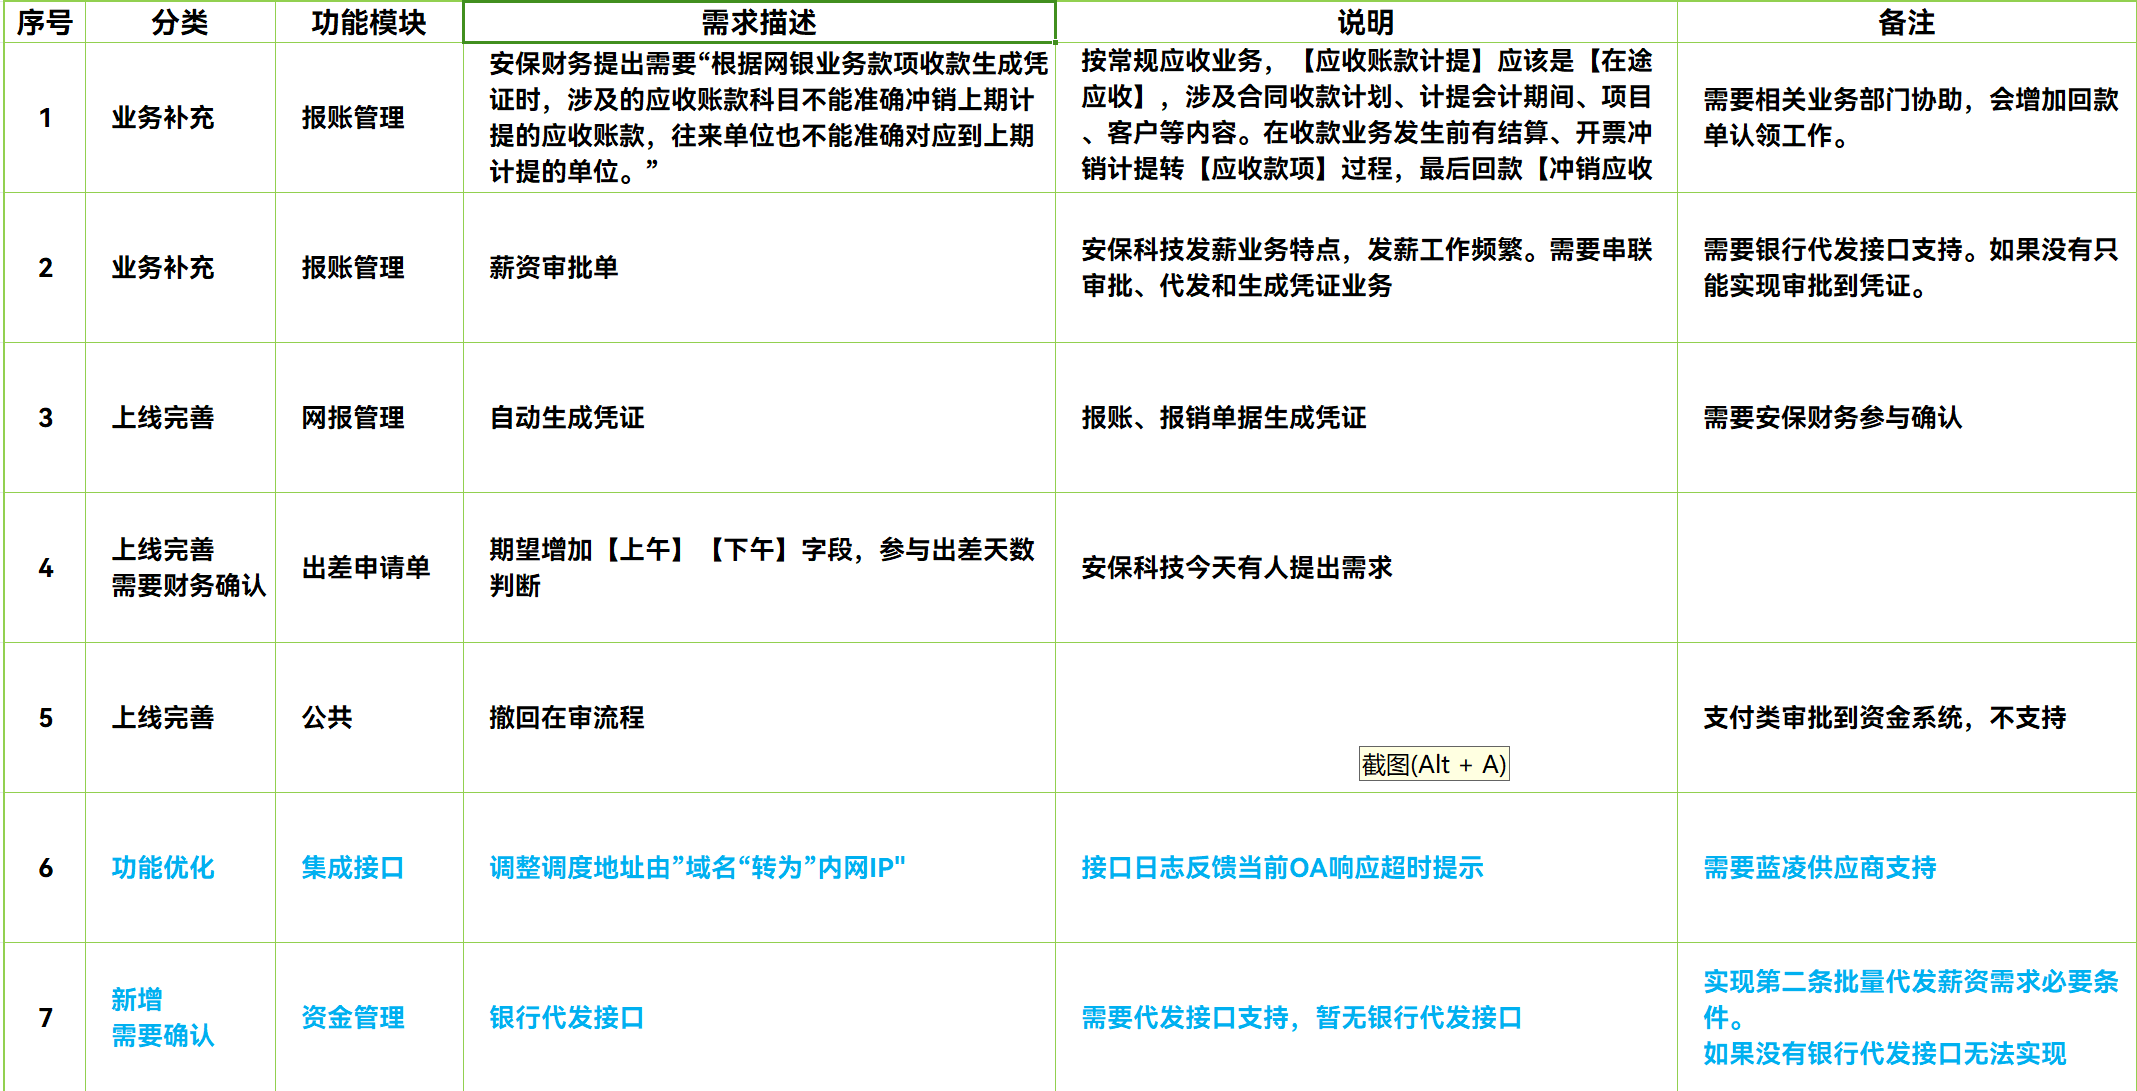 序号 分类 功能模块 需求描述 说明 备注
1 业务补充 报账管理
安保财务提出需要“根据网银业务款项收款生成凭
证时，涉及的应收账款科目不能准确冲销上期计
提的应收账款，往来单位也不能准确对应到上期
计提的单位。”
按常规应收业务，【应收账款计提】应该是【在途
应收】，涉及合同收款计划、计提会计期间、项目
、客户等内容。在收款业务发生前有结算、开票冲
销计提转【应收款项】过程，最后回款【冲销应收
需要相关业务部门协助，会增加回款
单认领工作。
2 业务补充 报账管理 薪资审批单
安保科技发薪业务特点，发薪工作频繁。需要串联
审批、代发和生成凭证业务
需要银行代发接口支持。如果没有只
能实现审批到凭证。
3 上线完善 网报管理 自动生成凭证 报账、报销单据生成凭证 需要安保财务参与确认
4
上线完善
需要财务确认
出差申请单
期望增加【上午】【下午】字段，参与出差天数
判断
安保科技今天有人提出需求
5 上线完善 公共 撤回在审流程 支付类审批到资金系统，不支持
截图(Alt + A)
6 功能优化 集成接口 调整调度地址由”域名“转为”内网IP" 接口日志反馈当前OA响应超时提示 需要蓝凌供应商支持
7
新增
需要确认
资金管理 银行代发接口 需要代发接口支持，暂无银行代发接口
实现第二条批量代发薪资需求必要条
件。
如果没有银行代发接口无法实现